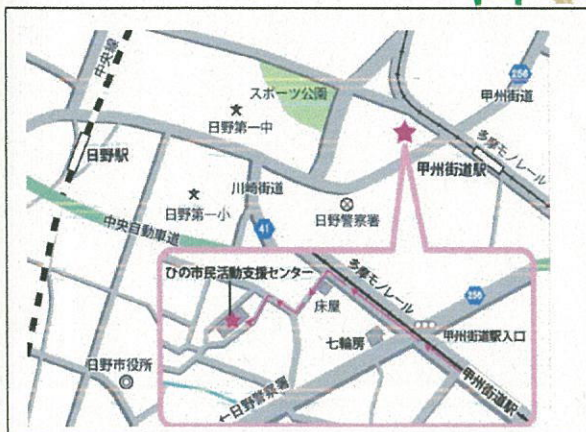 中央線
スポーツ公園
256
甲州街道
日野第一中
多摩モノレール
日野駅
甲州街道駅
川崎街道
日野第一小
日野警察署
41
中央自動車道
多摩モノレール
ひの市民活動支援センター
床屋
256
七輪房
甲州街道駅入口
日野市役所
甲州街道駅→
←日野警察署